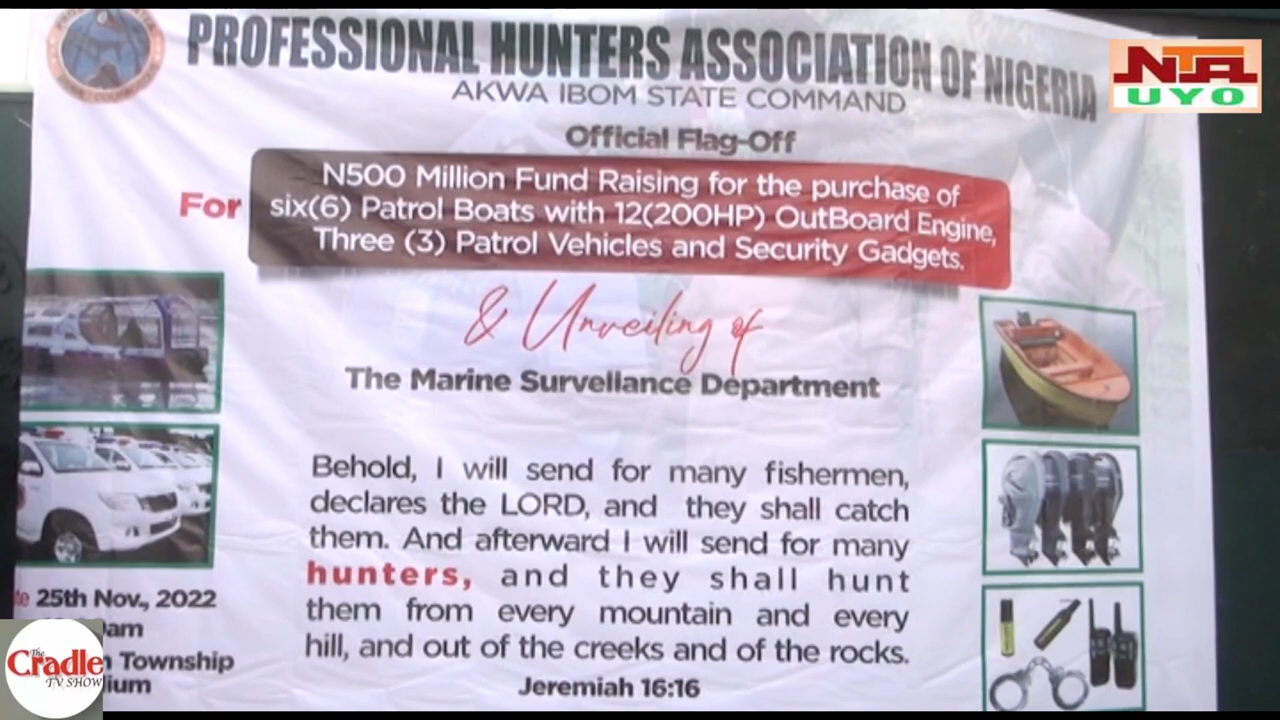 PROFESSIONAL HUNTERS ASSOCIATION OF NIGERIA
AKWA IBOM STATE COMMAND
NTA
UYO
Official Flag-Off
For
N500 Million Fund Raising for the purchase of
six(6) Patrol Boats with 12(200HP) OutBoard Engine,
Three (3) Patrol Vehicles and Security Gadgets.
& Unveiling of
The Marine Survellance Department
Behold, I will send for many fishermen,
declares the LORD, and they shall catch
them. And afterward I will send for many
hunters, and they shall hunt
them from every mountain and every
hill, and out of the creeks and of the rocks.
Jeremiah 16:16
25th Nov., 2022
Township
The
Cradle
TV SHOW